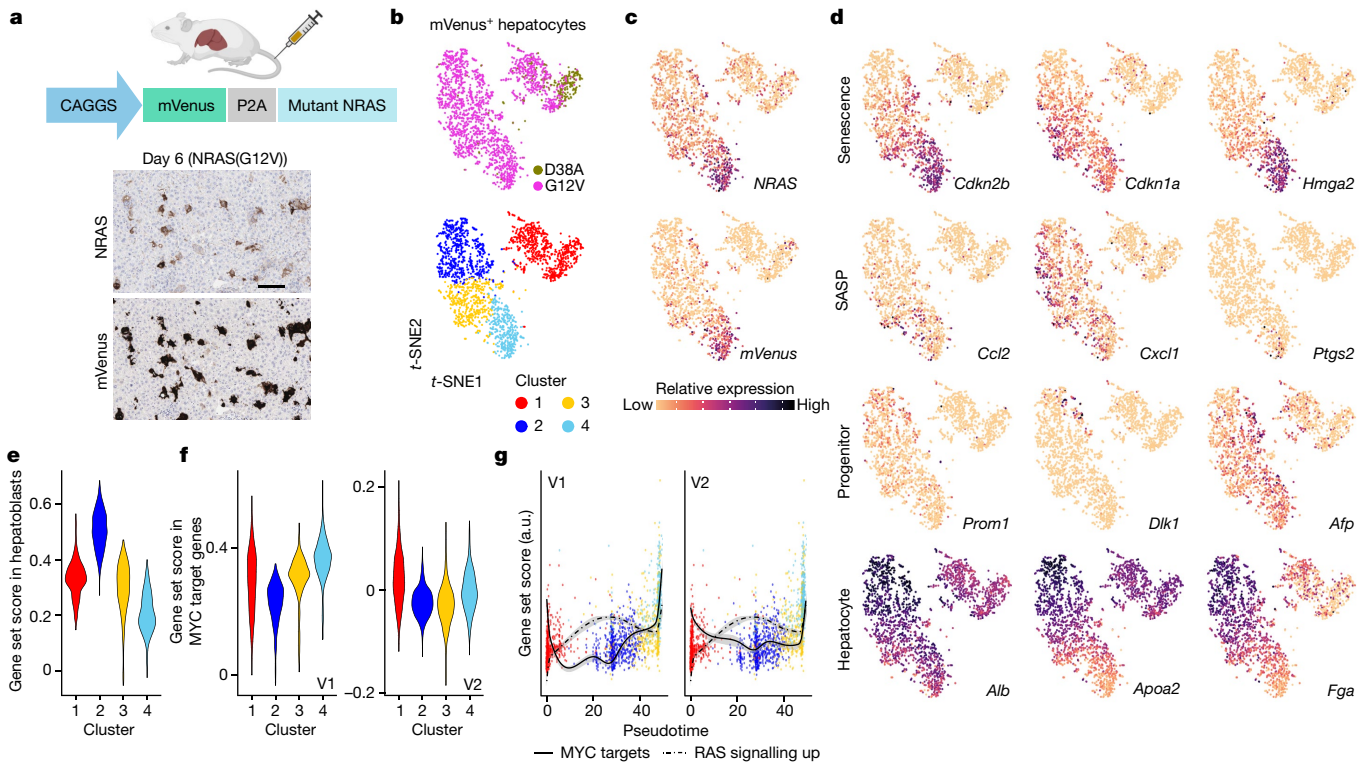 a
CAGGS
mVenus
P2A
Mutant NRAS
Day 6 (NRAS(G12V))
NRAS
mVenus
b
mVenus+ hepatocytes
D38A
G12V
t-SNE2
t-SNE1
Cluster
1
3
2
4
c
NRAS
mVenus
Relative expression
Low
High
d
Senescence
Cdkn2b
Cdkn1a
Hmga2
SASP
Ccl2
Cxcl1
Ptgs2
Progenitor
Prom1
Dlk1
Afp
Hepatocyte
Alb
Apoa2
Fga
e
Gene set score in hepatoblasts
0.6
0.4
0.2
0
1 2 3 4
Cluster
f
Gene set score in
MYC target genes
0.4
0
V1
1 2 3 4
0.2
0
−0.2
V2
1 2 3 4
Cluster
g
Gene set score (a.u.)
V1
V2
0 20 40
0 20 40
Pseudotime
MYC targets
RAS signalling up